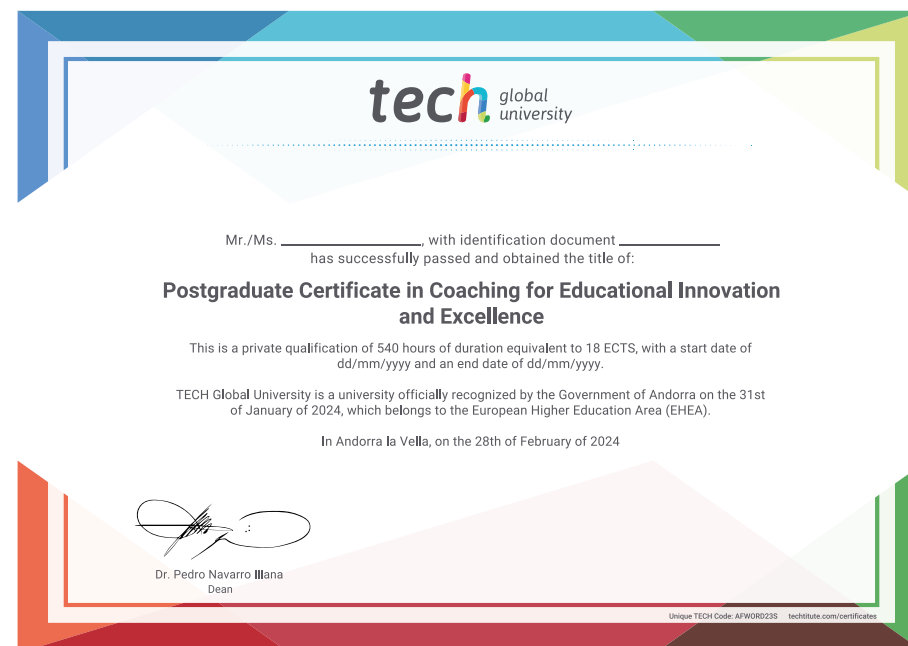 tech global university
Mr./Ms. ____________________, with identification document ______________
has successfully passed and obtained the title of:
Postgraduate Certificate in Coaching for Educational Innovation
and Excellence
This is a private qualification of 540 hours of duration equivalent to 18 ECTS, with a start date of
dd/mm/yyyy and an end date of dd/mm/yyyy.
TECH Global University is a university officially recognized by the Government of Andorra on the 31st
of January of 2024, which belongs to the European Higher Education Area (EHEA).
In Andorra la Vella, on the 28th of February of 2024
Dr. Pedro Navarro Illana
Dean
Unique TECH Code: AFWORD23S techtitute.com/certificates